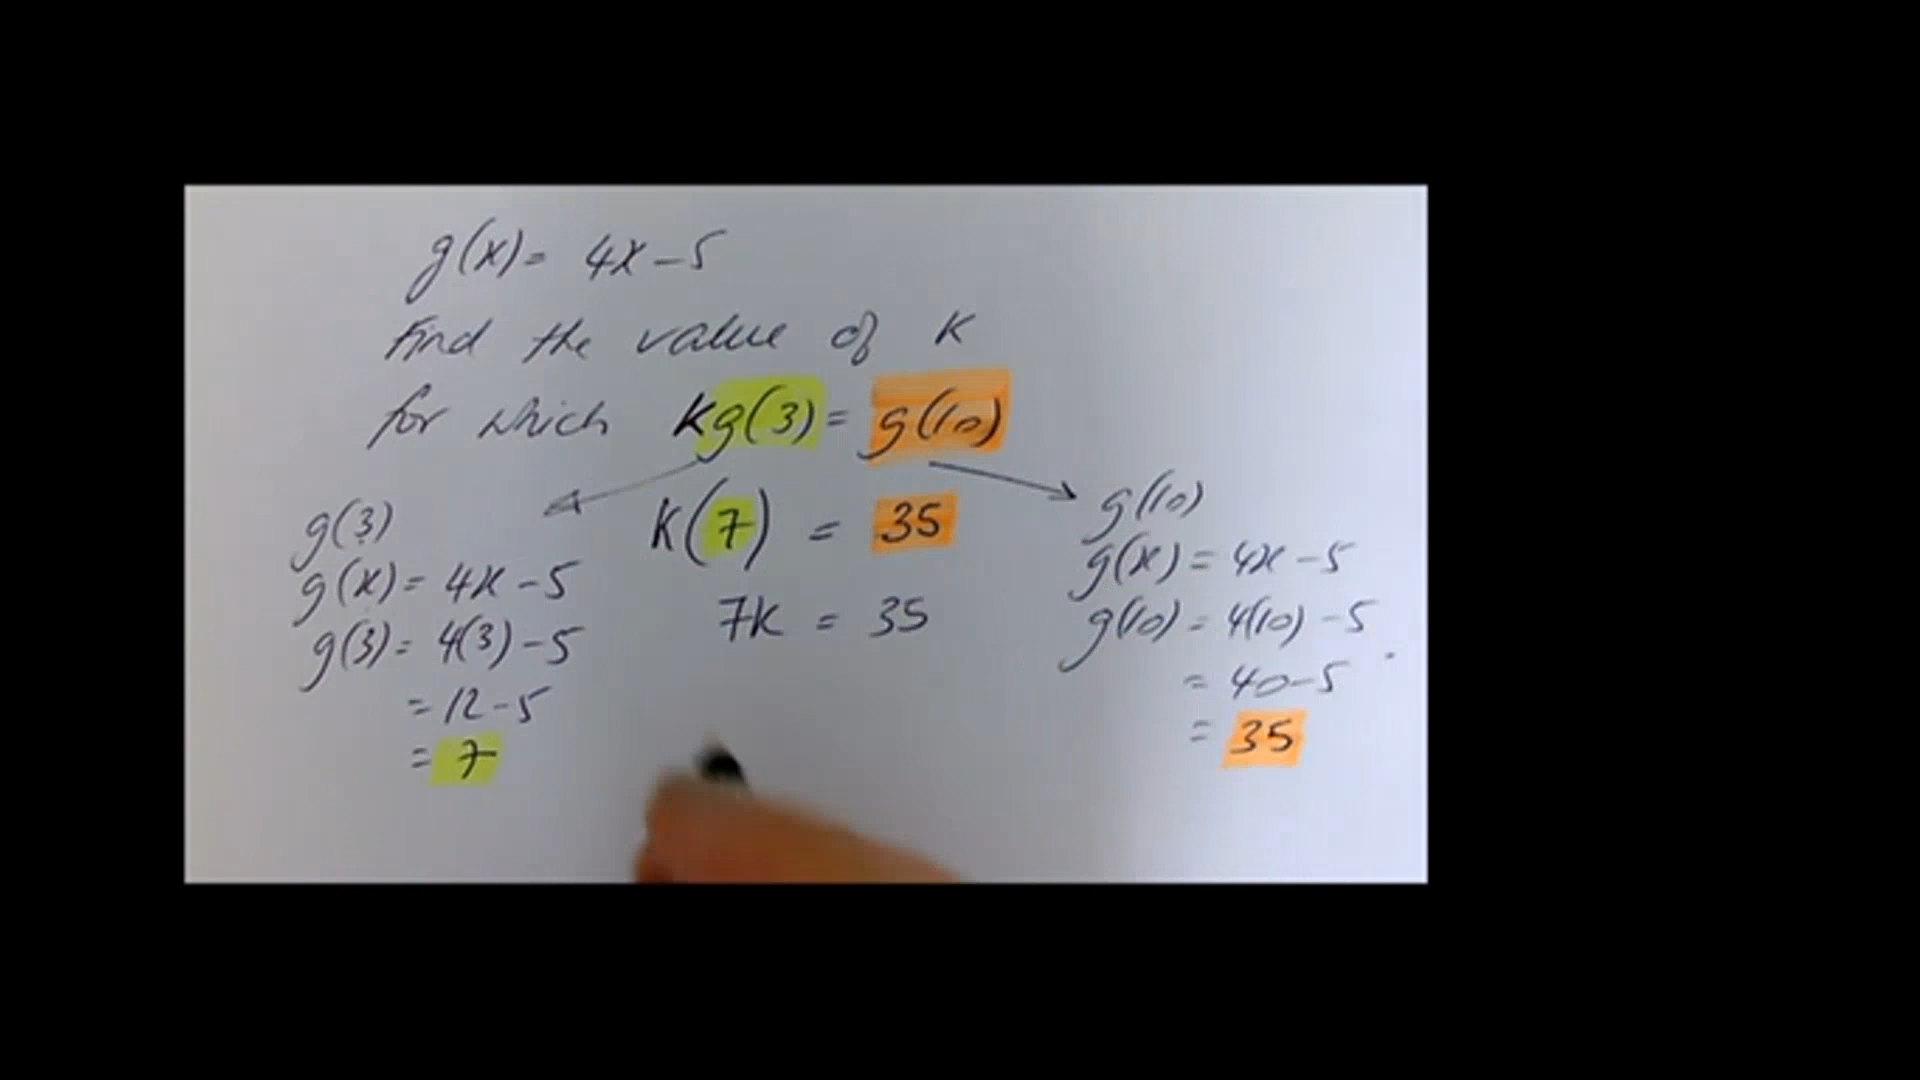 g(x) = 4x - 5
Find the value of K
for which Kg(3) = g(10)
g(3)
g(x) = 4x - 5
g(3) = 4(3) - 5
= 12 - 5
= 7
K(7) = 35
7K = 35
g(10)
g(x) = 4x - 5
g(10) = 4(10) - 5
= 40 - 5
= 35